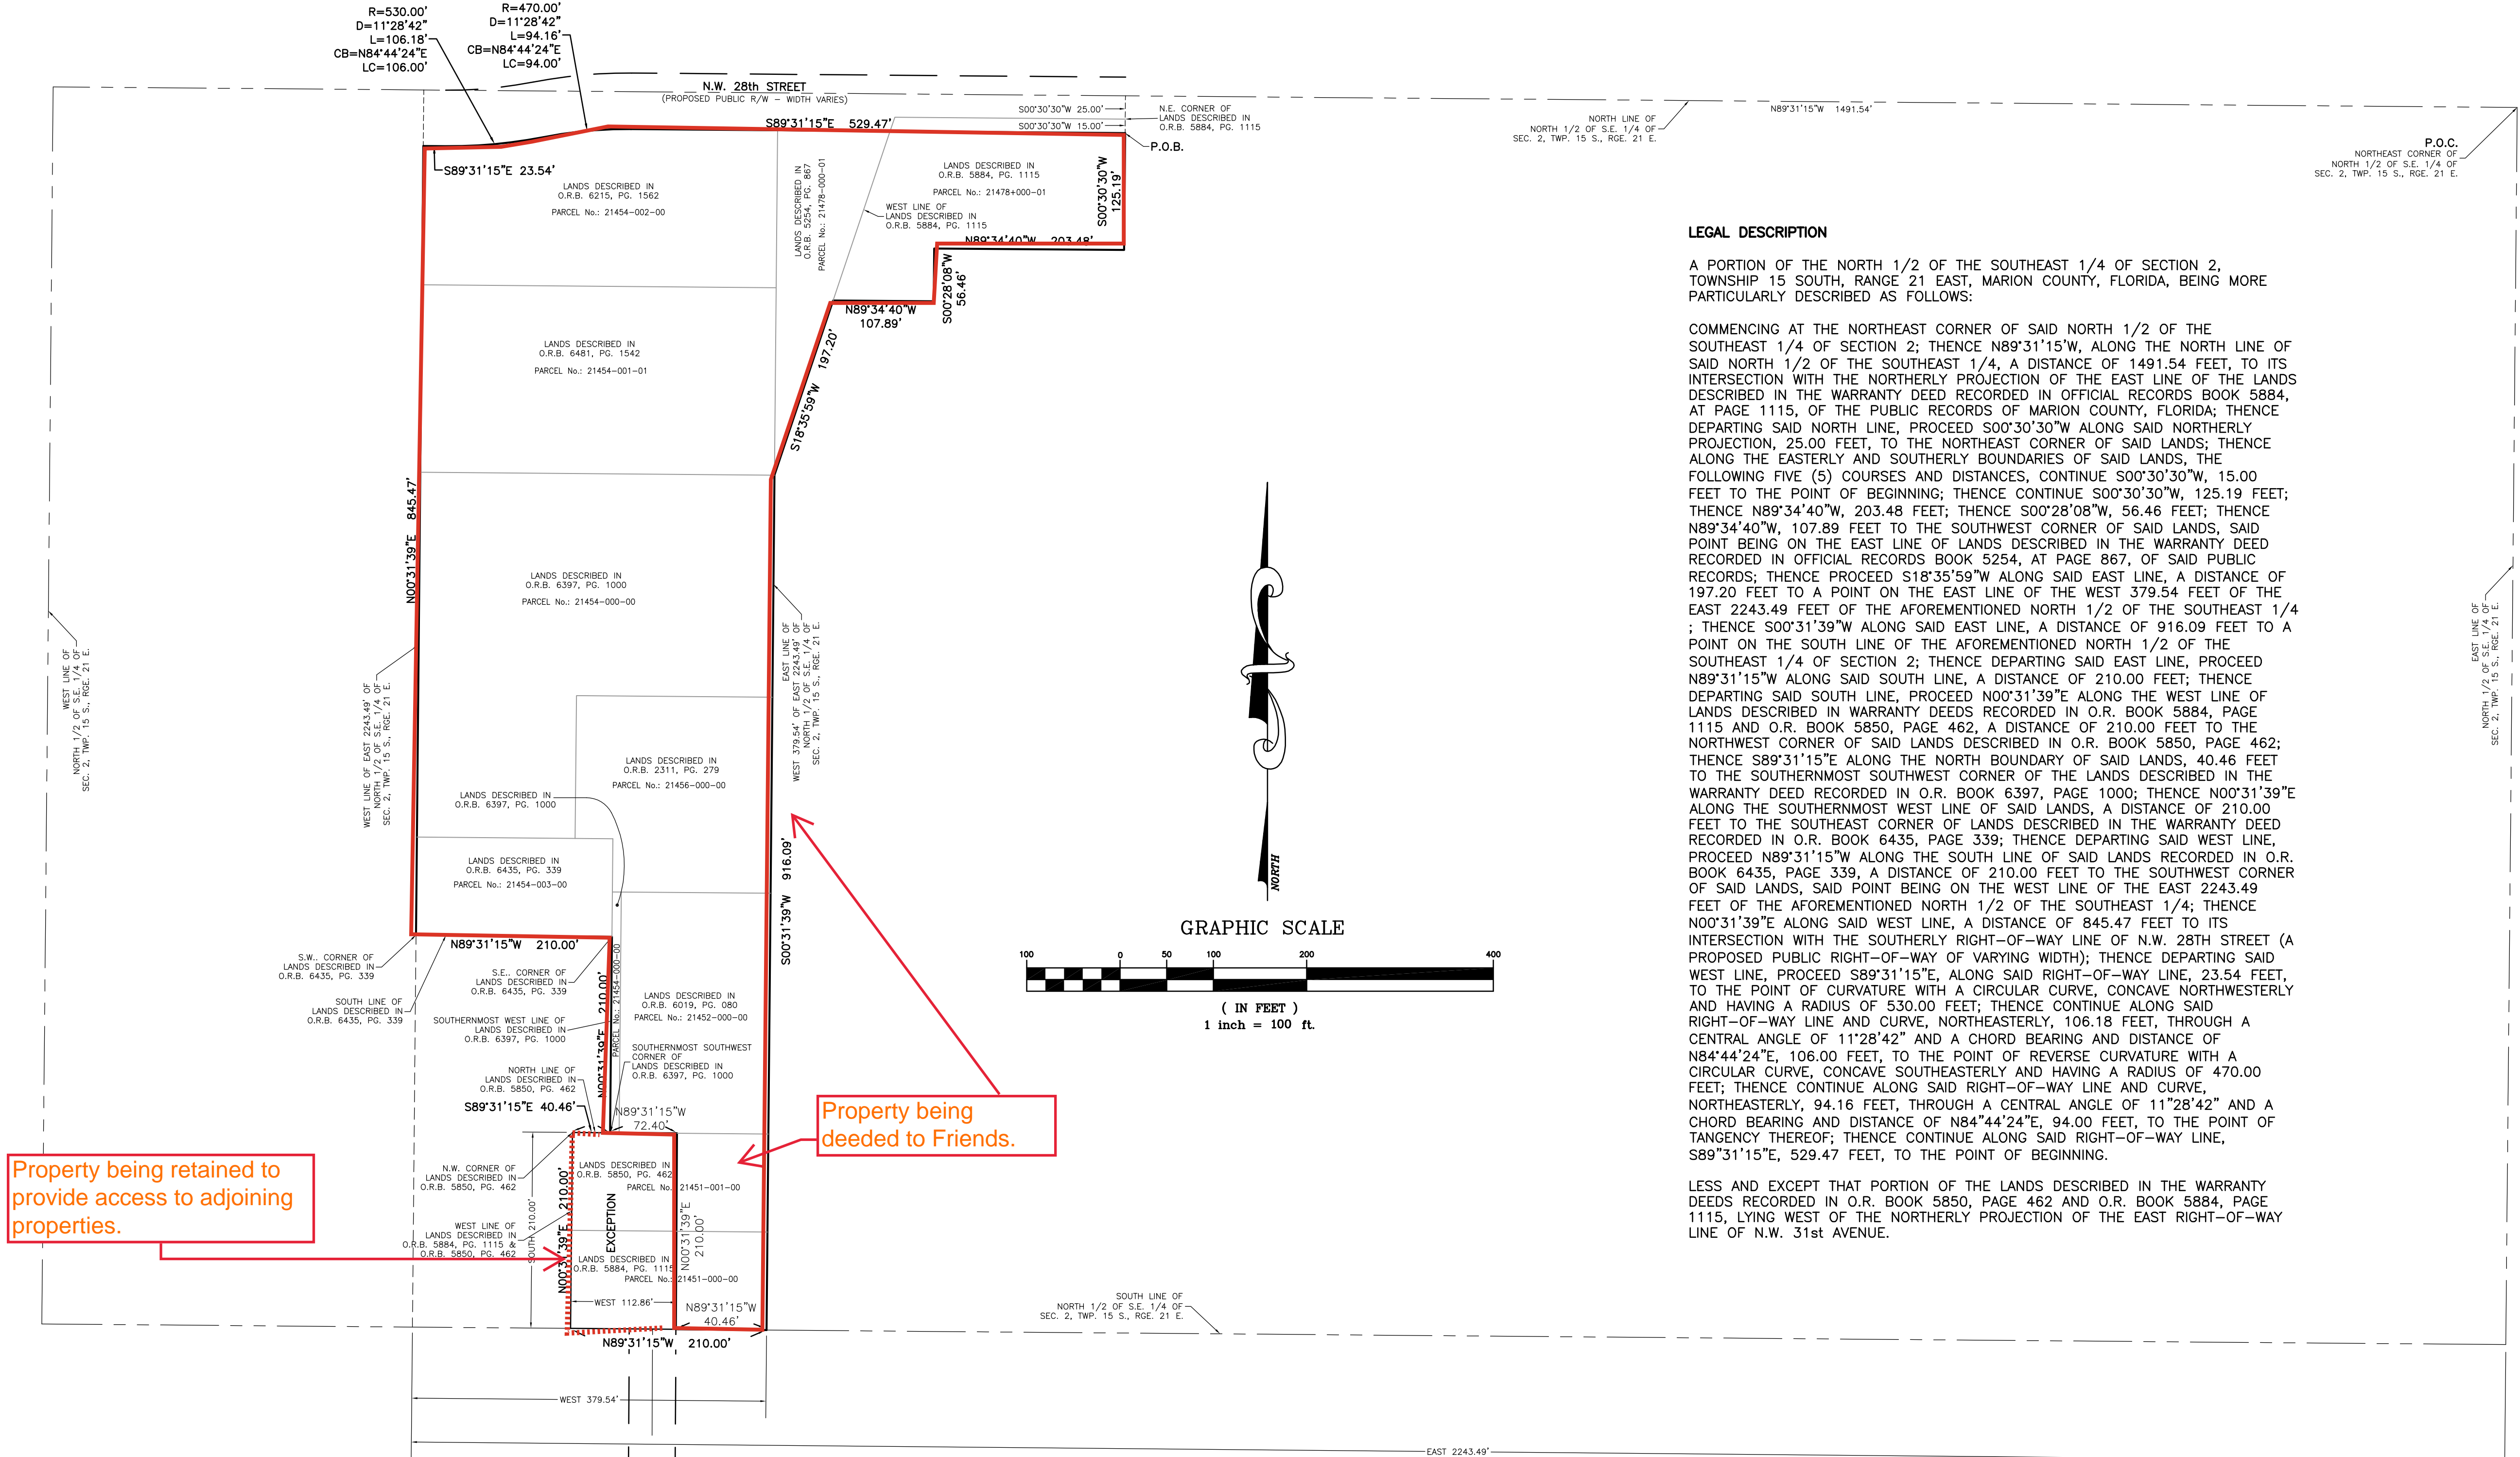 R=530.00'
D=11°28'42"
L=106.18'
CB=N84°44'24"E
LC=106.00'
R=470.00'
D=11°28'42"
L=94.16'
CB=N84°44'24"E
LC=94.00'
N.W. 28th STREET
(PROPOSED PUBLIC R/W – WIDTH VARIES)
S89°31'15"E 529.47'
S00°30'30"W 25.00'
S00°30'30"W 15.00'
N.E. CORNER OF
LANDS DESCRIBED IN
O.R.B. 5884, PG. 1115
P.O.B.
NORTH LINE OF
NORTH 1/2 OF S.E. 1/4 OF
SEC. 2, TWP. 15 S., RGE. 21 E.
N89°31'15"W 1491.54'
P.O.C.
NORTHEAST CORNER OF
NORTH 1/2 OF S.E. 1/4 OF
SEC. 2, TWP. 15 S., RGE. 21 E.
S89°31'15"E 23.54'
LANDS DESCRIBED IN
O.R.B. 6215, PG. 1562
PARCEL No.: 21454-002-00
LANDS DESCRIBED IN
O.R.B. 5254, PG. 867
PARCEL No.: 21478-000-01
LANDS DESCRIBED IN
O.R.B. 5884, PG. 1115
PARCEL No.: 21478+000-01
WEST LINE OF
LANDS DESCRIBED IN
O.R.B. 5884, PG. 1115
S00°30'30"W
125.19'
N89°34'40"W 203.48'
S00°28'08"W
56.46'
N89°34'40"W
107.89'
S18°35'59"W 197.20'
LANDS DESCRIBED IN
O.R.B. 6481, PG. 1542
PARCEL No.: 21454-001-01
N00°31'39"E 845.47'
LANDS DESCRIBED IN
O.R.B. 6397, PG. 1000
PARCEL No.: 21454-000-00
WEST LINE OF
NORTH 1/2 OF S.E. 1/4 OF
SEC. 2, TWP. 15 S., RGE. 21 E.
WEST LINE OF EAST 2243.49' OF
NORTH 1/2 OF S.E. 1/4 OF
SEC. 2, TWP. 15 S., RGE. 21 E.
EAST LINE OF
WEST 379.54' OF EAST 2243.49' OF
NORTH 1/2 OF S.E. 1/4 OF
SEC. 2, TWP. 15 S., RGE. 21 E.
EAST LINE OF
NORTH 1/2 OF S.E. 1/4 OF
SEC. 2, TWP. 15 S., RGE. 21 E.
LANDS DESCRIBED IN
O.R.B. 2311, PG. 279
PARCEL No.: 21456-000-00
LANDS DESCRIBED IN
O.R.B. 6397, PG. 1000
LANDS DESCRIBED IN
O.R.B. 6435, PG. 339
PARCEL No.: 21454-003-00
S00°31'39"W 916.09'
N89°31'15"W 210.00'
S.W.. CORNER OF
LANDS DESCRIBED IN
O.R.B. 6435, PG. 339
S.E.. CORNER OF
LANDS DESCRIBED IN
O.R.B. 6435, PG. 339
SOUTH LINE OF
LANDS DESCRIBED IN
O.R.B. 6435, PG. 339
SOUTHERNMOST WEST LINE OF
LANDS DESCRIBED IN
O.R.B. 6397, PG. 1000
N00°31'39"E 210.00'
PARCEL No.: 21454-000-00
LANDS DESCRIBED IN
O.R.B. 6019, PG. 080
PARCEL No.: 21452-000-00
SOUTHERNMOST SOUTHWEST
CORNER OF
LANDS DESCRIBED IN
O.R.B. 6397, PG. 1000
NORTH LINE OF
LANDS DESCRIBED IN
O.R.B. 5850, PG. 462
S89°31'15"E 40.46'
N89°31'15"W
72.40'
Property being
deeded to Friends.
Property being retained to
provide access to adjoining
properties.
N.W. CORNER OF
LANDS DESCRIBED IN
O.R.B. 5850, PG. 462
LANDS DESCRIBED IN
O.R.B. 5850, PG. 462
PARCEL No.: 21451-001-00
WEST LINE OF
LANDS DESCRIBED IN
O.R.B. 5884, PG. 1115 &
O.R.B. 5850, PG. 462
SOUTH 210.00'
N00°31'39"E 210.00'
EXCEPTION
N00°31'39"E
210.00'
LANDS DESCRIBED IN
O.R.B. 5884, PG. 1115
PARCEL No.: 21451-000-00
WEST 112.86'
N89°31'15"W
40.46'
N89°31'15"W 210.00'
SOUTH LINE OF
NORTH 1/2 OF S.E. 1/4 OF
SEC. 2, TWP. 15 S., RGE. 21 E.
WEST 379.54'
EAST 2243.49'
NORTH
GRAPHIC SCALE
100 0 50 100 200 400
( IN FEET )
1 inch = 100 ft.
LEGAL DESCRIPTION
A PORTION OF THE NORTH 1/2 OF THE SOUTHEAST 1/4 OF SECTION 2,
TOWNSHIP 15 SOUTH, RANGE 21 EAST, MARION COUNTY, FLORIDA, BEING MORE
PARTICULARLY DESCRIBED AS FOLLOWS:
COMMENCING AT THE NORTHEAST CORNER OF SAID NORTH 1/2 OF THE
SOUTHEAST 1/4 OF SECTION 2; THENCE N89°31'15'W, ALONG THE NORTH LINE OF
SAID NORTH 1/2 OF THE SOUTHEAST 1/4, A DISTANCE OF 1491.54 FEET, TO ITS
INTERSECTION WITH THE NORTHERLY PROJECTION OF THE EAST LINE OF THE LANDS
DESCRIBED IN THE WARRANTY DEED RECORDED IN OFFICIAL RECORDS BOOK 5884,
AT PAGE 1115, OF THE PUBLIC RECORDS OF MARION COUNTY, FLORIDA; THENCE
DEPARTING SAID NORTH LINE, PROCEED S00°30'30"W ALONG SAID NORTHERLY
PROJECTION, 25.00 FEET, TO THE NORTHEAST CORNER OF SAID LANDS; THENCE
ALONG THE EASTERLY AND SOUTHERLY BOUNDARIES OF SAID LANDS, THE
FOLLOWING FIVE (5) COURSES AND DISTANCES, CONTINUE S00°30'30"W, 15.00
FEET TO THE POINT OF BEGINNING; THENCE CONTINUE S00°30'30"W, 125.19 FEET;
THENCE N89°34'40"W, 203.48 FEET; THENCE S00°28'08"W, 56.46 FEET; THENCE
N89°34'40"W, 107.89 FEET TO THE SOUTHWEST CORNER OF SAID LANDS, SAID
POINT BEING ON THE EAST LINE OF LANDS DESCRIBED IN THE WARRANTY DEED
RECORDED IN OFFICIAL RECORDS BOOK 5254, AT PAGE 867, OF SAID PUBLIC
RECORDS; THENCE PROCEED S18°35'59"W ALONG SAID EAST LINE, A DISTANCE OF
197.20 FEET TO A POINT ON THE EAST LINE OF THE WEST 379.54 FEET OF THE
EAST 2243.49 FEET OF THE AFOREMENTIONED NORTH 1/2 OF THE SOUTHEAST 1/4
; THENCE S00°31'39"W ALONG SAID EAST LINE, A DISTANCE OF 916.09 FEET TO A
POINT ON THE SOUTH LINE OF THE AFOREMENTIONED NORTH 1/2 OF THE
SOUTHEAST 1/4 OF SECTION 2; THENCE DEPARTING SAID EAST LINE, PROCEED
N89°31'15"W ALONG SAID SOUTH LINE, A DISTANCE OF 210.00 FEET; THENCE
DEPARTING SAID SOUTH LINE, PROCEED N00°31'39"E ALONG THE WEST LINE OF
LANDS DESCRIBED IN WARRANTY DEEDS RECORDED IN O.R. BOOK 5884, PAGE
1115 AND O.R. BOOK 5850, PAGE 462, A DISTANCE OF 210.00 FEET TO THE
NORTHWEST CORNER OF SAID LANDS DESCRIBED IN O.R. BOOK 5850, PAGE 462;
THENCE S89°31'15"E ALONG THE NORTH BOUNDARY OF SAID LANDS, 40.46 FEET
TO THE SOUTHERNMOST SOUTHWEST CORNER OF THE LANDS DESCRIBED IN THE
WARRANTY DEED RECORDED IN O.R. BOOK 6397, PAGE 1000; THENCE N00°31'39"E
ALONG THE SOUTHERNMOST WEST LINE OF SAID LANDS, A DISTANCE OF 210.00
FEET TO THE SOUTHEAST CORNER OF LANDS DESCRIBED IN THE WARRANTY DEED
RECORDED IN O.R. BOOK 6435, PAGE 339; THENCE DEPARTING SAID WEST LINE,
PROCEED N89°31'15"W ALONG THE SOUTH LINE OF SAID LANDS RECORDED IN O.R.
BOOK 6435, PAGE 339, A DISTANCE OF 210.00 FEET TO THE SOUTHWEST CORNER
OF SAID LANDS, SAID POINT BEING ON THE WEST LINE OF THE EAST 2243.49
FEET OF THE AFOREMENTIONED NORTH 1/2 OF THE SOUTHEAST 1/4; THENCE
N00°31'39"E ALONG SAID WEST LINE, A DISTANCE OF 845.47 FEET TO ITS
INTERSECTION WITH THE SOUTHERLY RIGHT–OF–WAY LINE OF N.W. 28TH STREET (A
PROPOSED PUBLIC RIGHT–OF–WAY OF VARYING WIDTH); THENCE DEPARTING SAID
WEST LINE, PROCEED S89°31'15"E, ALONG SAID RIGHT–OF–WAY LINE, 23.54 FEET,
TO THE POINT OF CURVATURE WITH A CIRCULAR CURVE, CONCAVE NORTHWESTERLY
AND HAVING A RADIUS OF 530.00 FEET; THENCE CONTINUE ALONG SAID
RIGHT–OF–WAY LINE AND CURVE, NORTHEASTERLY, 106.18 FEET, THROUGH A
CENTRAL ANGLE OF 11°28'42" AND A CHORD BEARING AND DISTANCE OF
N84°44'24"E, 106.00 FEET, TO THE POINT OF REVERSE CURVATURE WITH A
CIRCULAR CURVE, CONCAVE SOUTHEASTERLY AND HAVING A RADIUS OF 470.00
FEET; THENCE CONTINUE ALONG SAID RIGHT–OF–WAY LINE AND CURVE,
NORTHEASTERLY, 94.16 FEET, THROUGH A CENTRAL ANGLE OF 11"28'42" AND A
CHORD BEARING AND DISTANCE OF N84"44'24"E, 94.00 FEET, TO THE POINT OF
TANGENCY THEREOF; THENCE CONTINUE ALONG SAID RIGHT–OF–WAY LINE,
S89"31'15"E, 529.47 FEET, TO THE POINT OF BEGINNING.
LESS AND EXCEPT THAT PORTION OF THE LANDS DESCRIBED IN THE WARRANTY
DEEDS RECORDED IN O.R. BOOK 5850, PAGE 462 AND O.R. BOOK 5884, PAGE
1115, LYING WEST OF THE NORTHERLY PROJECTION OF THE EAST RIGHT–OF–WAY
LINE OF N.W. 31st AVENUE.